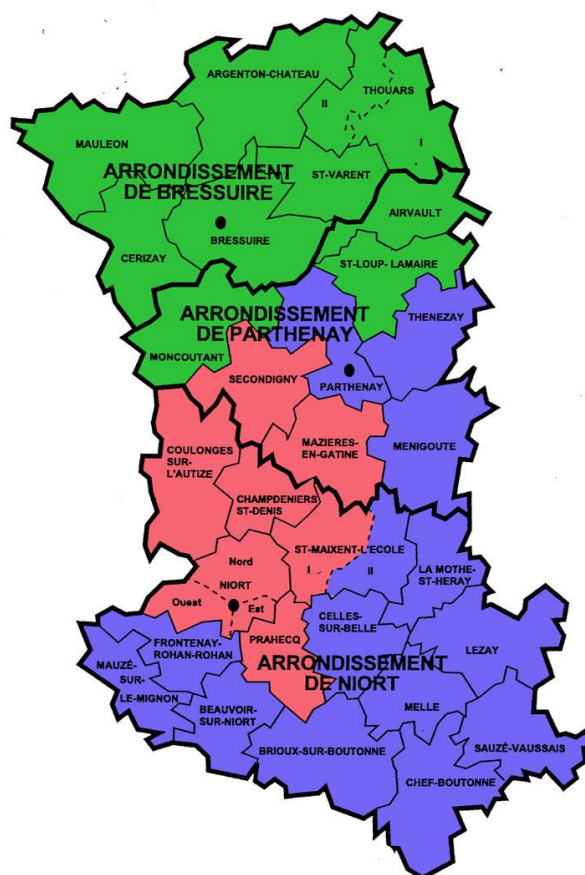 ARGENTON-CHATEAU
THOUARS
II
MAULEON
I
ARRONDISSEMENT
DE BRESSUIRE
ST-VARENT
AIRVAULT
BRESSUIRE
CERIZAY
ST-LOUP- LAMAIRE
ARRONDISSEMENT
DE PARTHENAY
THENEZAY
MONCOUTANT
SECONDIGNY
PARTHENAY
COULONGES
SUR-
L'AUTIZE
MAZIERES-
EN-GATINE
MENIGOUTE
CHAMPDENIERS
ST-DENIS
ST-MAIXENT-L'ECOLE
I
II
Nord
NIORT
LA MOTHE-
ST-HERAY
Ouest
Est
CELLES-
SUR-BELLE
FRONTENAY-
ROHAN-ROHAN
PRAHECQ
LEZAY
MAUZÉ-
SUR-
LE-MIGNON
ARRONDISSEMENT
DE NIORT
BEAUVOIR-
SUR-NIORT
MELLE
BRIOUX-SUR-BOUTONNE
SAUZÉ-VAUSSAIS
CHEF-BOUTONNE